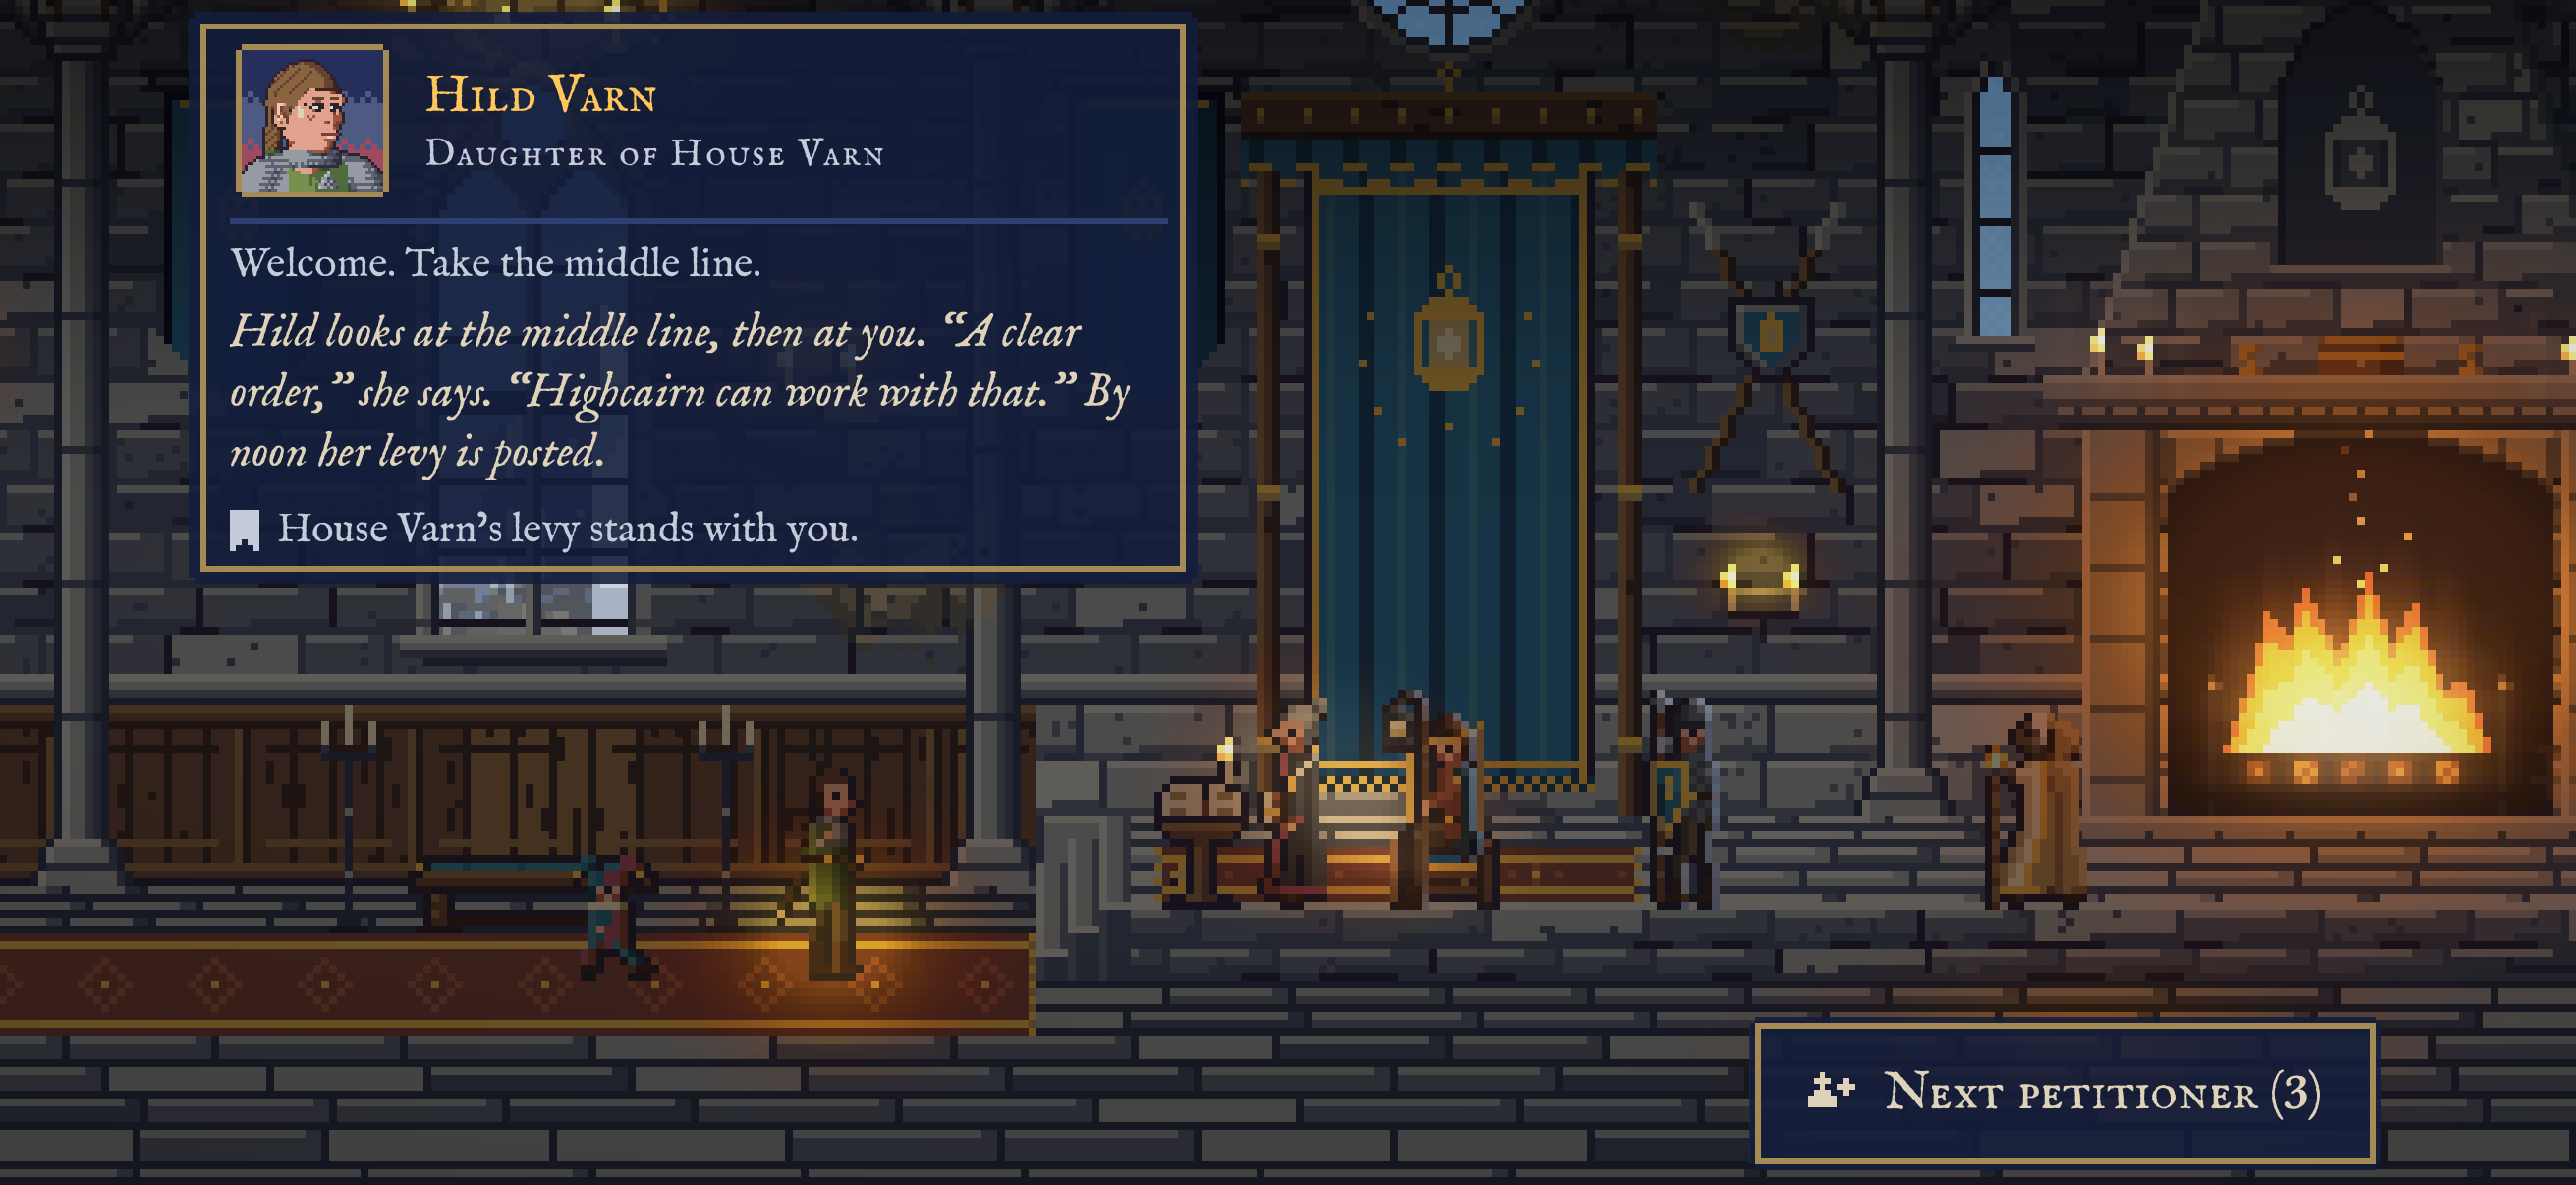 Hild Varn
Daughter of House Varn
Welcome. Take the middle line.
Hild looks at the middle line, then at you. “A clear
order,” she says. “Highcairn can work with that.” By
noon her levy is posted.
House Varn’s levy stands with you.
Next petitioner (3)